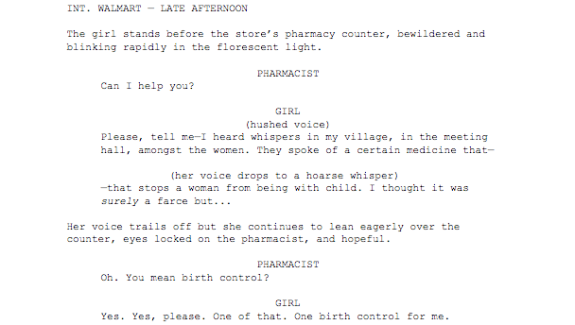 INT. WALMART — LATE AFTERNOON
The girl stands before the store's pharmacy counter, bewildered and
blinking rapidly in the florescent light.
PHARMACIST
Can I help you?
GIRL
(hushed voice)
Please, tell me—I heard whispers in my village, in the meeting
hall, amongst the women. They spoke of a certain medicine that—
(her voice drops to a hoarse whisper)
—that stops a woman from being with child. I thought it was
surely a farce but...
Her voice trails off but she continues to lean eagerly over the
counter, eyes locked on the pharmacist, and hopeful.
PHARMACIST
Oh. You mean birth control?
GIRL
Yes. Yes, please. One of that. One birth control for me.